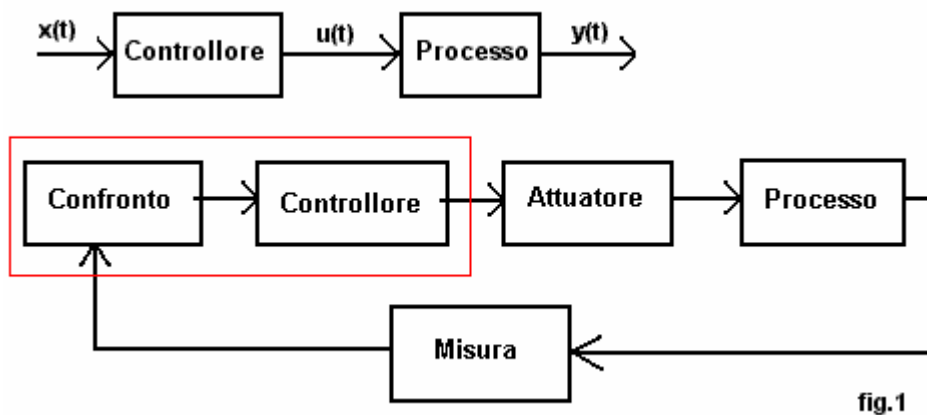 x(t) Controllore u(t) Processo y(t)
Confronto Controllore Attuatore Processo
Misura
fig.1